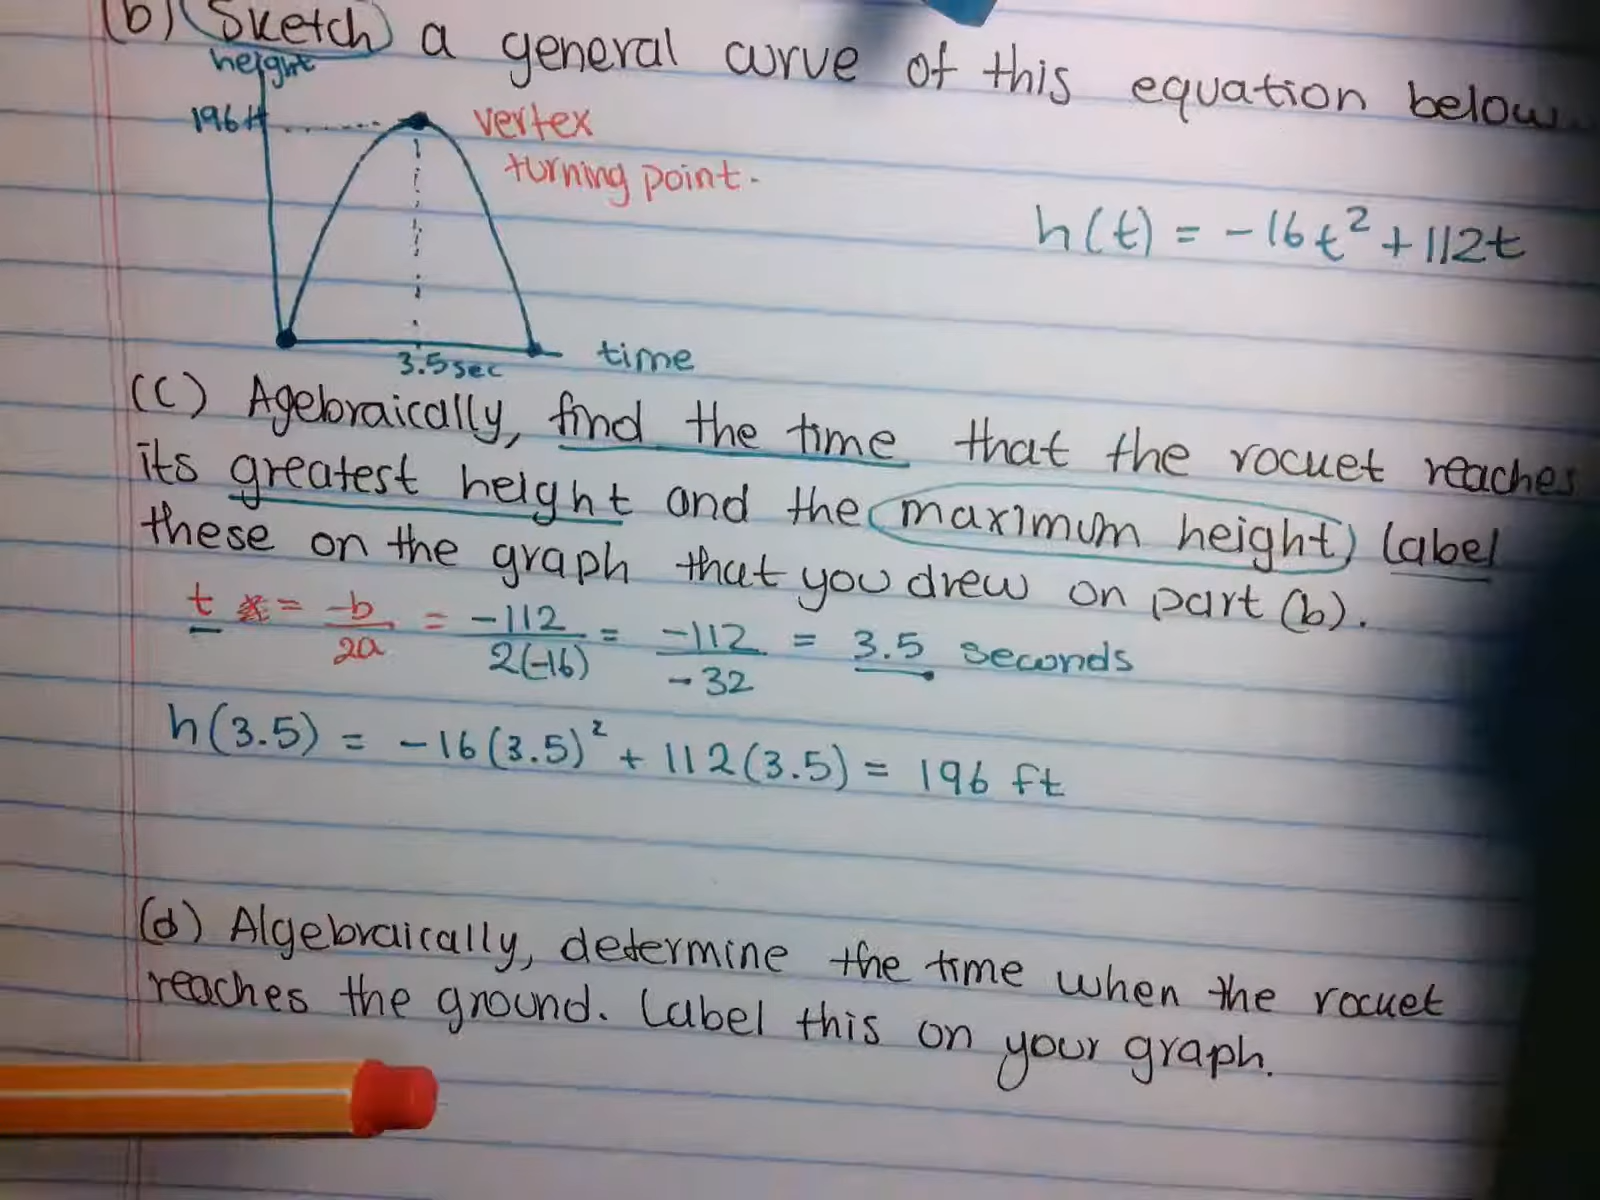 (b) Sketch a general curve of this equation below.
height
196ft
vertex
turning point.
h(t) = -16t² + 112t
3.5sec
time
(C) Agebraically, find the time that the rocuet reaches
its greatest height and the maximum height) Label
these on the graph that you drew on part (b).
t = -b/2a = -112/2(-16) = -112/-32 = 3.5 seconds
h(3.5) = -16(3.5)² + 112(3.5) = 196 ft
(d) Algebraically, determine the time when the rocuet
reaches the ground. Label this on your graph.